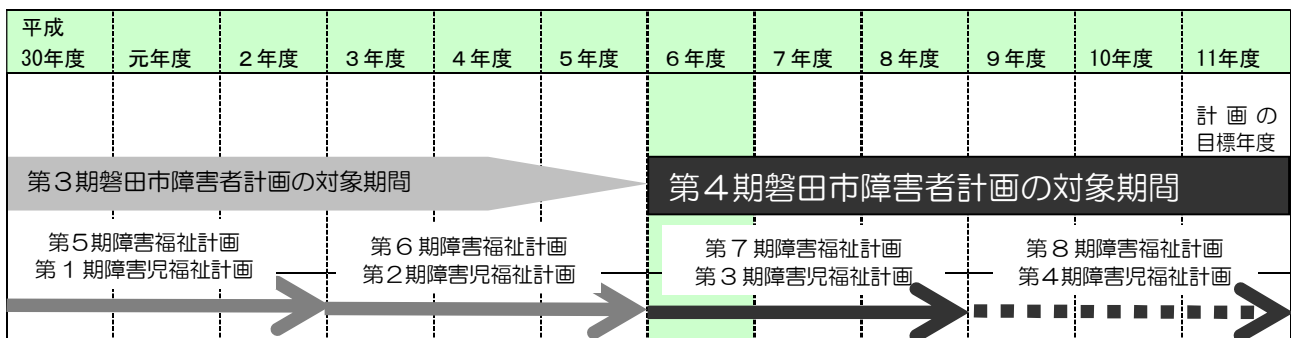 平成
30年度 元年度 2年度 3年度 4年度 5年度 6年度 7年度 8年度 9年度 10年度 11年度
計画の
目標年度
第3期磐田市障害者計画の対象期間 第4期磐田市障害者計画の対象期間
第5期障害福祉計画 第6期障害福祉計画 第7期障害福祉計画 第8期障害福祉計画
第1期障害児福祉計画 第2期障害児福祉計画 第3期障害児福祉計画 第4期障害児福祉計画